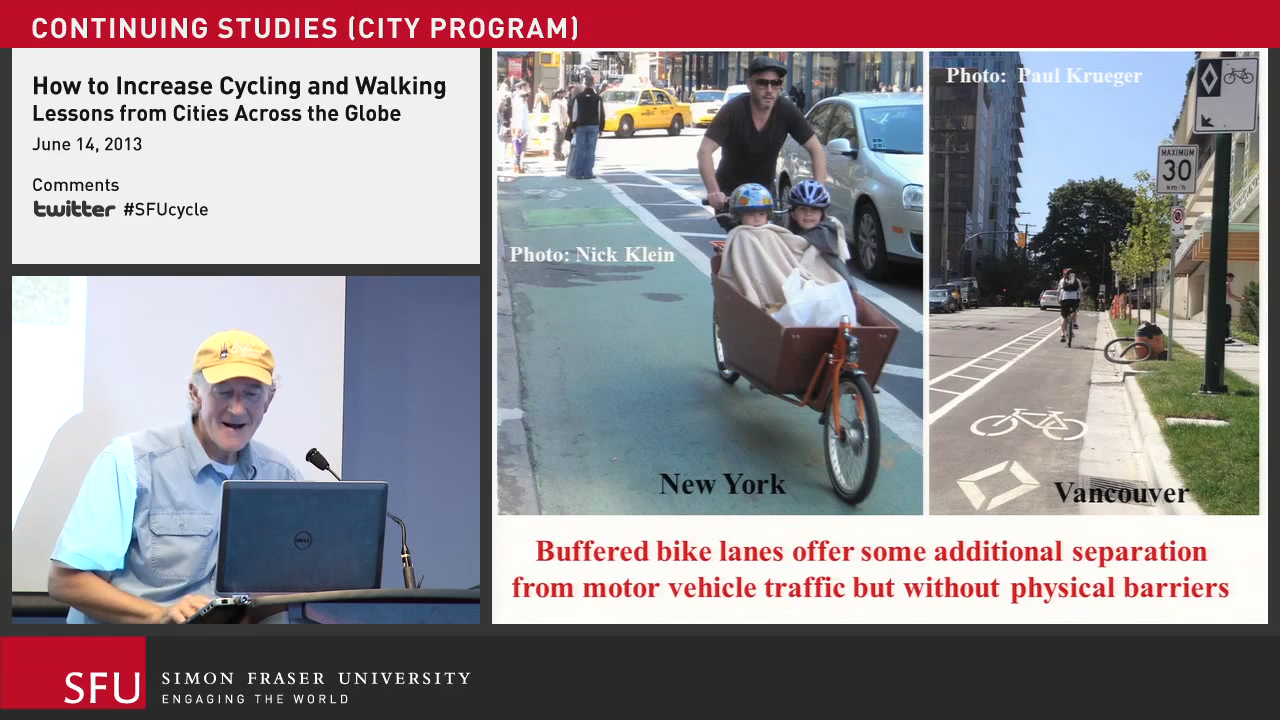 CONTINUING STUDIES (CITY PROGRAM)
How to Increase Cycling and Walking
Lessons from Cities Across the Globe
June 14, 2013
Comments
twitter #SFUcycle
Photo: Nick Klein
New York
Photo: Paul Krueger
MAXIMUM
30
km/h
Vancouver
Buffered bike lanes offer some additional separation
from motor vehicle traffic but without physical barriers
DELL
SFU
SIMON FRASER UNIVERSITY
ENGAGING THE WORLD